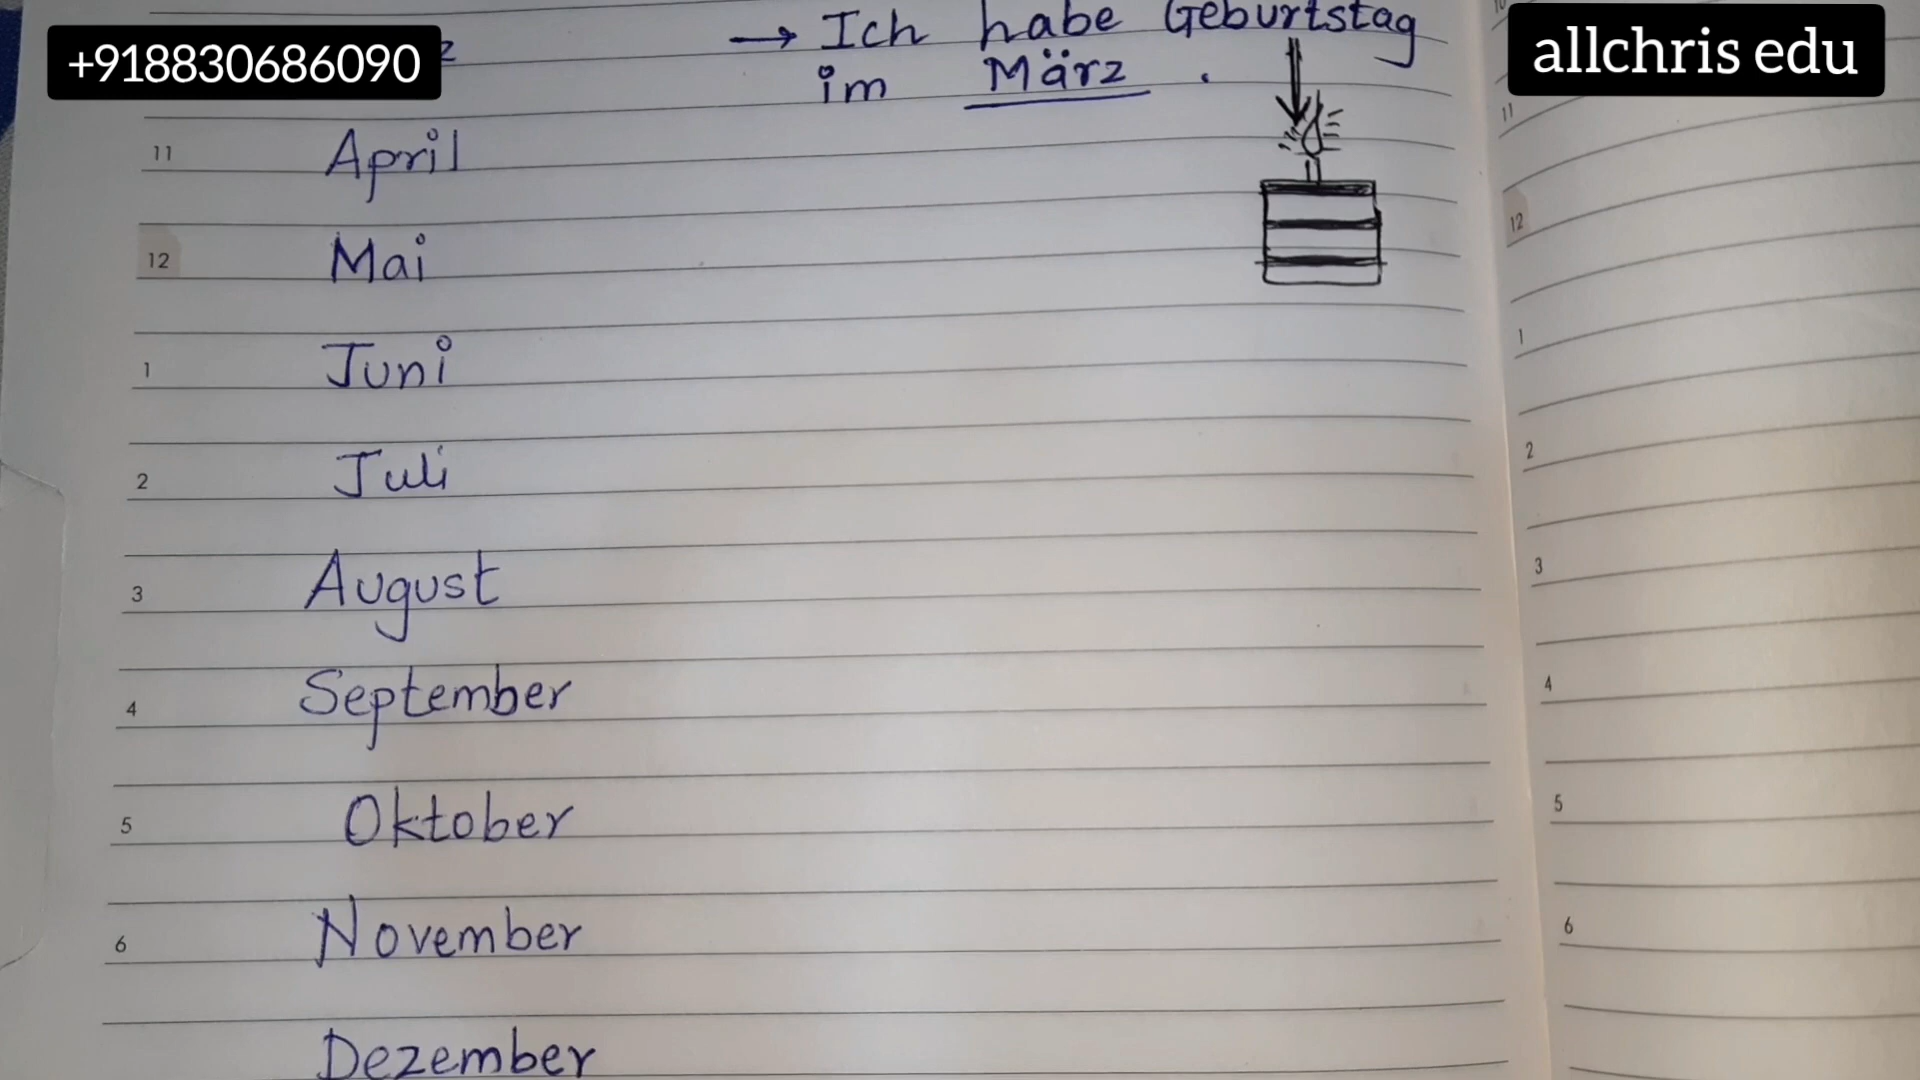 +918830686090
allchris edu
→ Ich habe Geburtstag
im März .
11 April
12 Mai
1 Juni
2 Juli
3 August
4 September
5 Oktober
6 November
Dezember
11
12
1
2
3
4
5
6